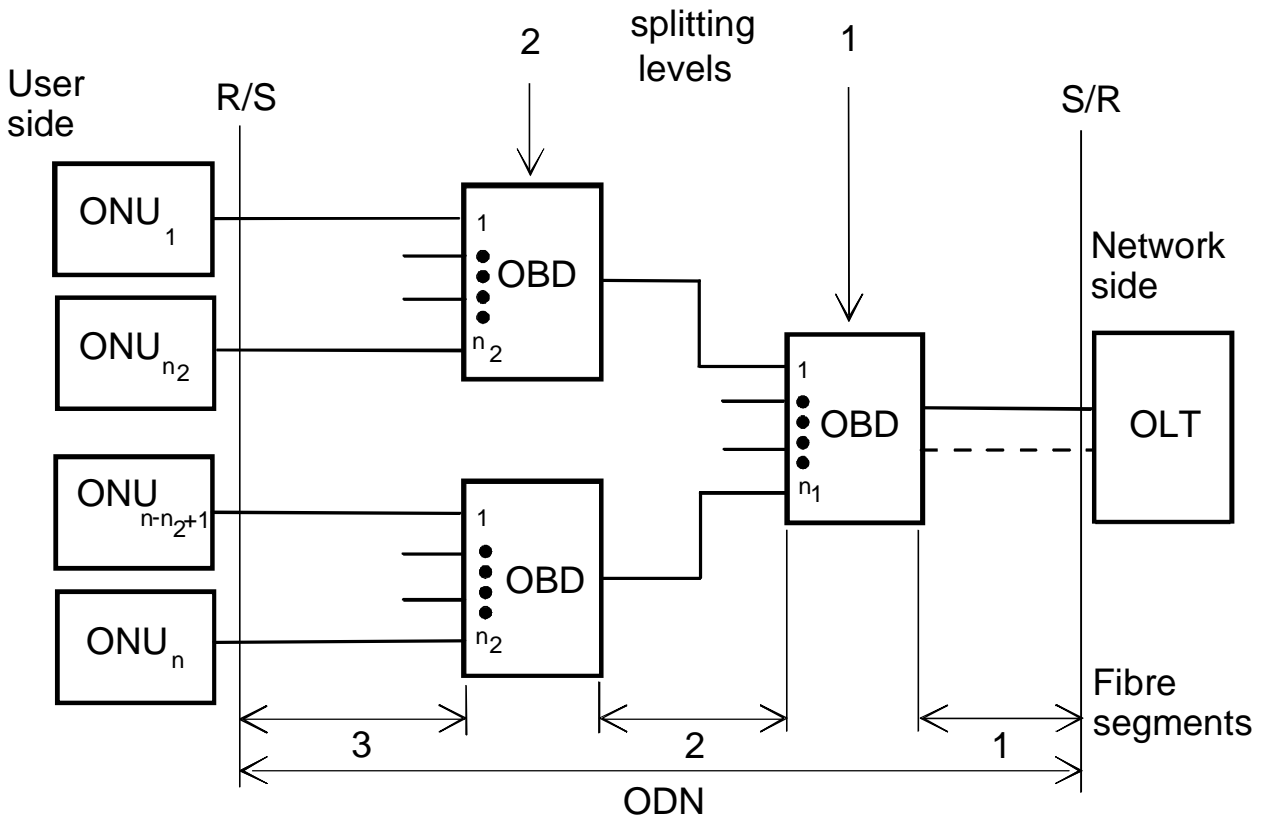 splitting
levels
2
1
User
side
R/S
S/R
ONU1
1
OBD
n2
ONUn2
Network
side
1
OBD
n1
OLT
ONUn-n2+1
1
OBD
n2
ONUn
Fibre
segments
3
2
1
ODN